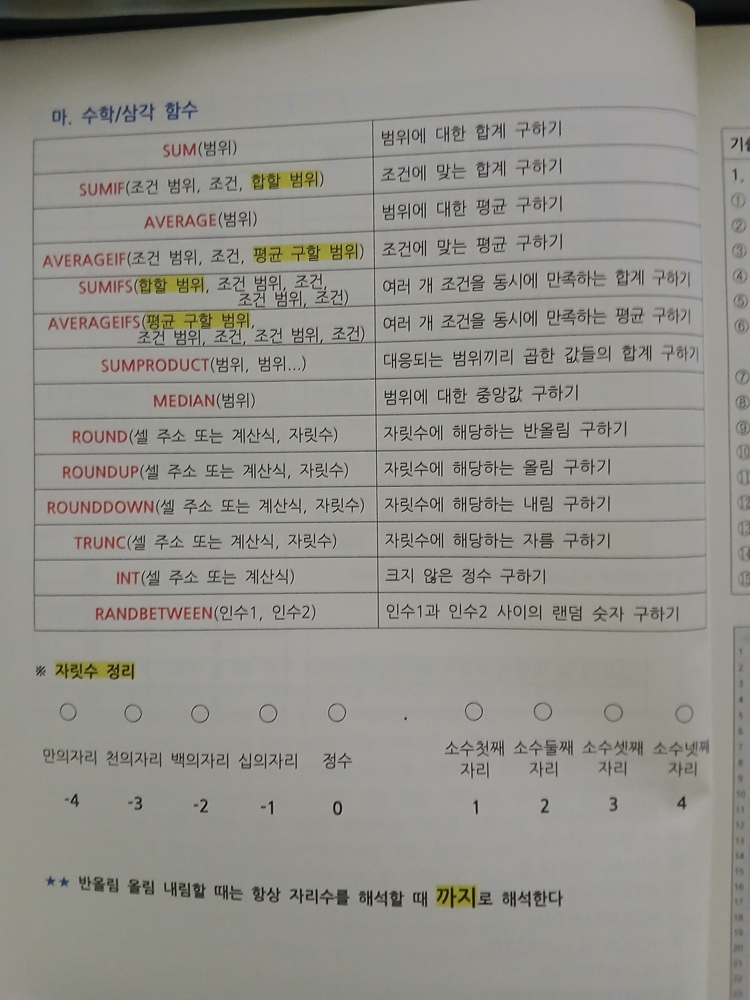 마. 수학/삼각 함수
SUM(범위) 범위에 대한 합계 구하기
SUMIF(조건 범위, 조건, 합할 범위) 조건에 맞는 합계 구하기
AVERAGE(범위) 범위에 대한 평균 구하기
AVERAGEIF(조건 범위, 조건, 평균 구할 범위) 조건에 맞는 평균 구하기
SUMIFS(합할 범위, 조건 범위, 조건,
조건 범위, 조건) 여러 개 조건을 동시에 만족하는 합계 구하기
AVERAGEIFS(평균 구할 범위,
조건 범위, 조건, 조건 범위, 조건) 여러 개 조건을 동시에 만족하는 평균 구하기
SUMPRODUCT(범위, 범위...) 대응되는 범위끼리 곱한 값들의 합계 구하기
MEDIAN(범위) 범위에 대한 중앙값 구하기
ROUND(셀 주소 또는 계산식, 자릿수) 자릿수에 해당하는 반올림 구하기
ROUNDUP(셀 주소 또는 계산식, 자릿수) 자릿수에 해당하는 올림 구하기
ROUNDDOWN(셀 주소 또는 계산식, 자릿수) 자릿수에 해당하는 내림 구하기
TRUNC(셀 주소 또는 계산식, 자릿수) 자릿수에 해당하는 자름 구하기
INT(셀 주소 또는 계산식) 크지 않은 정수 구하기
RANDBETWEEN(인수1, 인수2) 인수1과 인수2 사이의 랜덤 숫자 구하기
※ 자릿수 정리
○ ○ ○ ○ ○ . ○ ○ ○ ○
만의자리 천의자리 백의자리 십의자리 정수 소수첫째 소수둘째 소수셋째 소수넷째
자리 자리 자리 자리
-4 -3 -2 -1 0 1 2 3 4
★★ 반올림 올림 내림할 때는 항상 자리수를 해석할 때 까지로 해석한다
1.
①
②
③
④
⑤
⑥
⑦
⑧
⑨
⑩
⑪
⑫
⑬
⑭
⑮
1
2
3
4
5
6
7
8
9
10
11
12
13
14
15
16
17
18
19
20
21
22